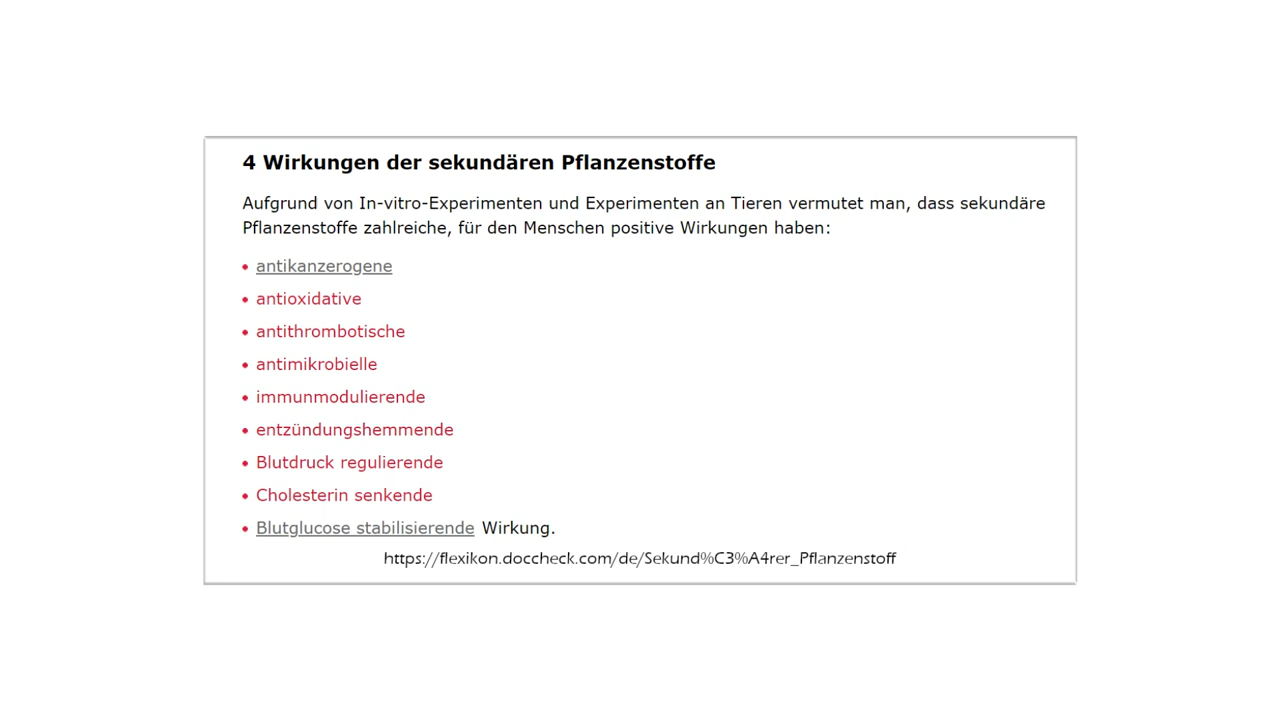 4 Wirkungen der sekundären Pflanzenstoffe
Aufgrund von In-vitro-Experimenten und Experimenten an Tieren vermutet man, dass sekundäre
Pflanzenstoffe zahlreiche, für den Menschen positive Wirkungen haben:
• antikanzerogene
• antioxidative
• antithrombotische
• antimikrobielle
• immunmodulierende
• entzündungshemmende
• Blutdruck regulierende
• Cholesterin senkende
• Blutglucose stabilisierende Wirkung.
https://flexikon.doccheck.com/de/Sekund%C3%A4rer_Pflanzenstoff